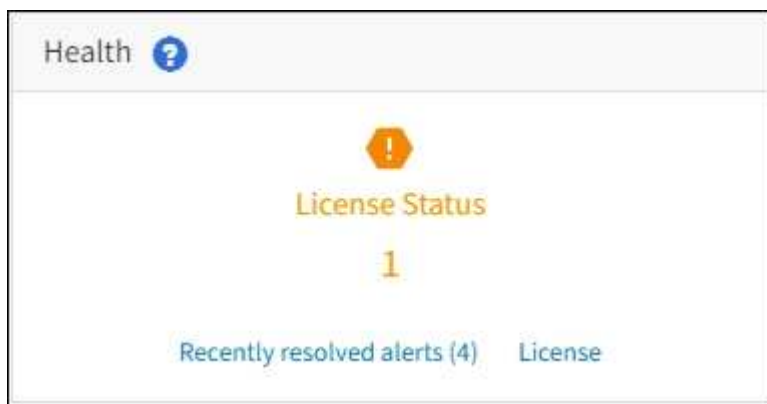 Health ?
!
License Status
1
Recently resolved alerts (4) License